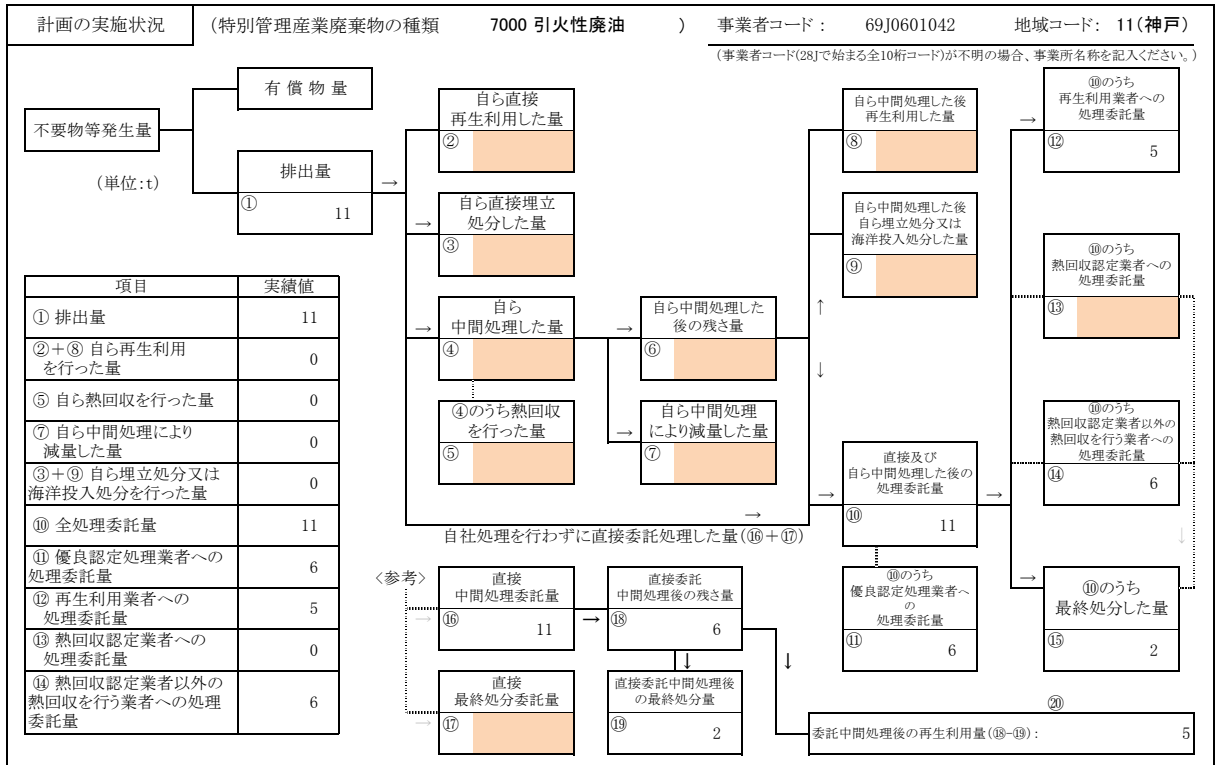 計画の実施状況
(特別管理産業廃棄物の種類　7000 引火性廃油　)
事業者コード： 69J0601042 地域コード： 11(神戸)
(事業者コード(28Jで始まる全10桁コード)が不明の場合、事業所名称を記入ください。)
不要物等発生量
(単位:t)
有 償 物 量
排出量
① 11
→
自ら直接
再生利用した量
②
→
自ら直接埋立
処分した量
③
→
自ら
中間処理した量
④
④のうち熱回収
を行った量
⑤
→
自ら中間処理した
後の残さ量
⑥
→
自ら中間処理
により減量した量
⑦
自ら中間処理した後
再生利用した量
⑧
自ら中間処理した後
自ら埋立処分又は
海洋投入処分した量
⑨
↑
↓
→
自社処理を行わずに直接委託処理した量(⑯+⑰)
→
直接及び
自ら中間処理した後の
処理委託量
⑩ 11
⑩のうち
優良認定処理業者へ
の
処理委託量
⑪ 6
→
→
⑩のうち
再生利用業者への
処理委託量
⑫ 5
⑩のうち
熱回収認定業者への
処理委託量
⑬
⑩のうち
熱回収認定業者以外の
熱回収を行う業者への
処理委託量
⑭ 6
↓
→
⑩のうち
最終処分した量
⑮ 2
項目 実績値
① 排出量 11
②＋⑧ 自ら再生利用
を行った量 0
⑤ 自ら熱回収を行った量 0
⑦ 自ら中間処理により
減量した量 0
③＋⑨ 自ら埋立処分又は
海洋投入処分を行った量 0
⑩ 全処理委託量 11
⑪ 優良認定処理業者への
処理委託量 6
⑫ 再生利用業者への
処理委託量 5
⑬ 熱回収認定業者への
処理委託量 0
⑭ 熱回収認定業者以外の
熱回収を行う業者への処理
委託量 6
<参考>
→
直接
中間処理委託量
⑯ 11
→
直接委託
中間処理後の残さ量
⑱ 6
↓
↓
→
直接
最終処分委託量
⑰
直接委託中間処理後
の最終処分量
⑲ 2
⑳
委託中間処理後の再生利用量(⑱-⑲)： 5